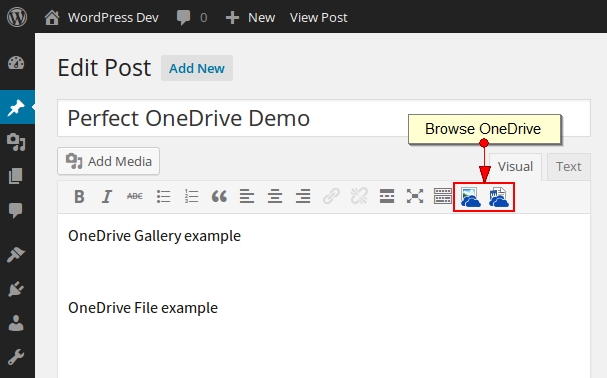 WordPress Dev 0 New View Post
Edit Post Add New
Perfect OneDrive Demo
Browse OneDrive
Add Media
Visual Text
B I ABC
OneDrive Gallery example
OneDrive File example